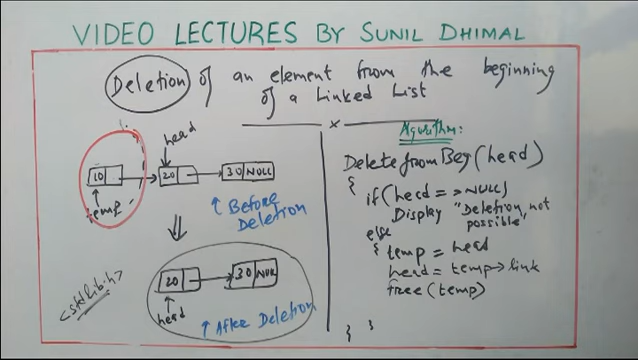 VIDEO LECTURES BY SUNIL DHIMAL
Deletion of an element from the beginning
of a Linked List
x
head
10
20
30 NULL
temp
↑ Before
Deletion
20
30 NULL
head
↑ After Deletion
<stdlib.h>
Algorithm:
DeletefromBeg(head)
{
if(head == NULL)
Display "Deletion not
possible"
else
{ temp = head
head = temp→link
free(temp)
}
}